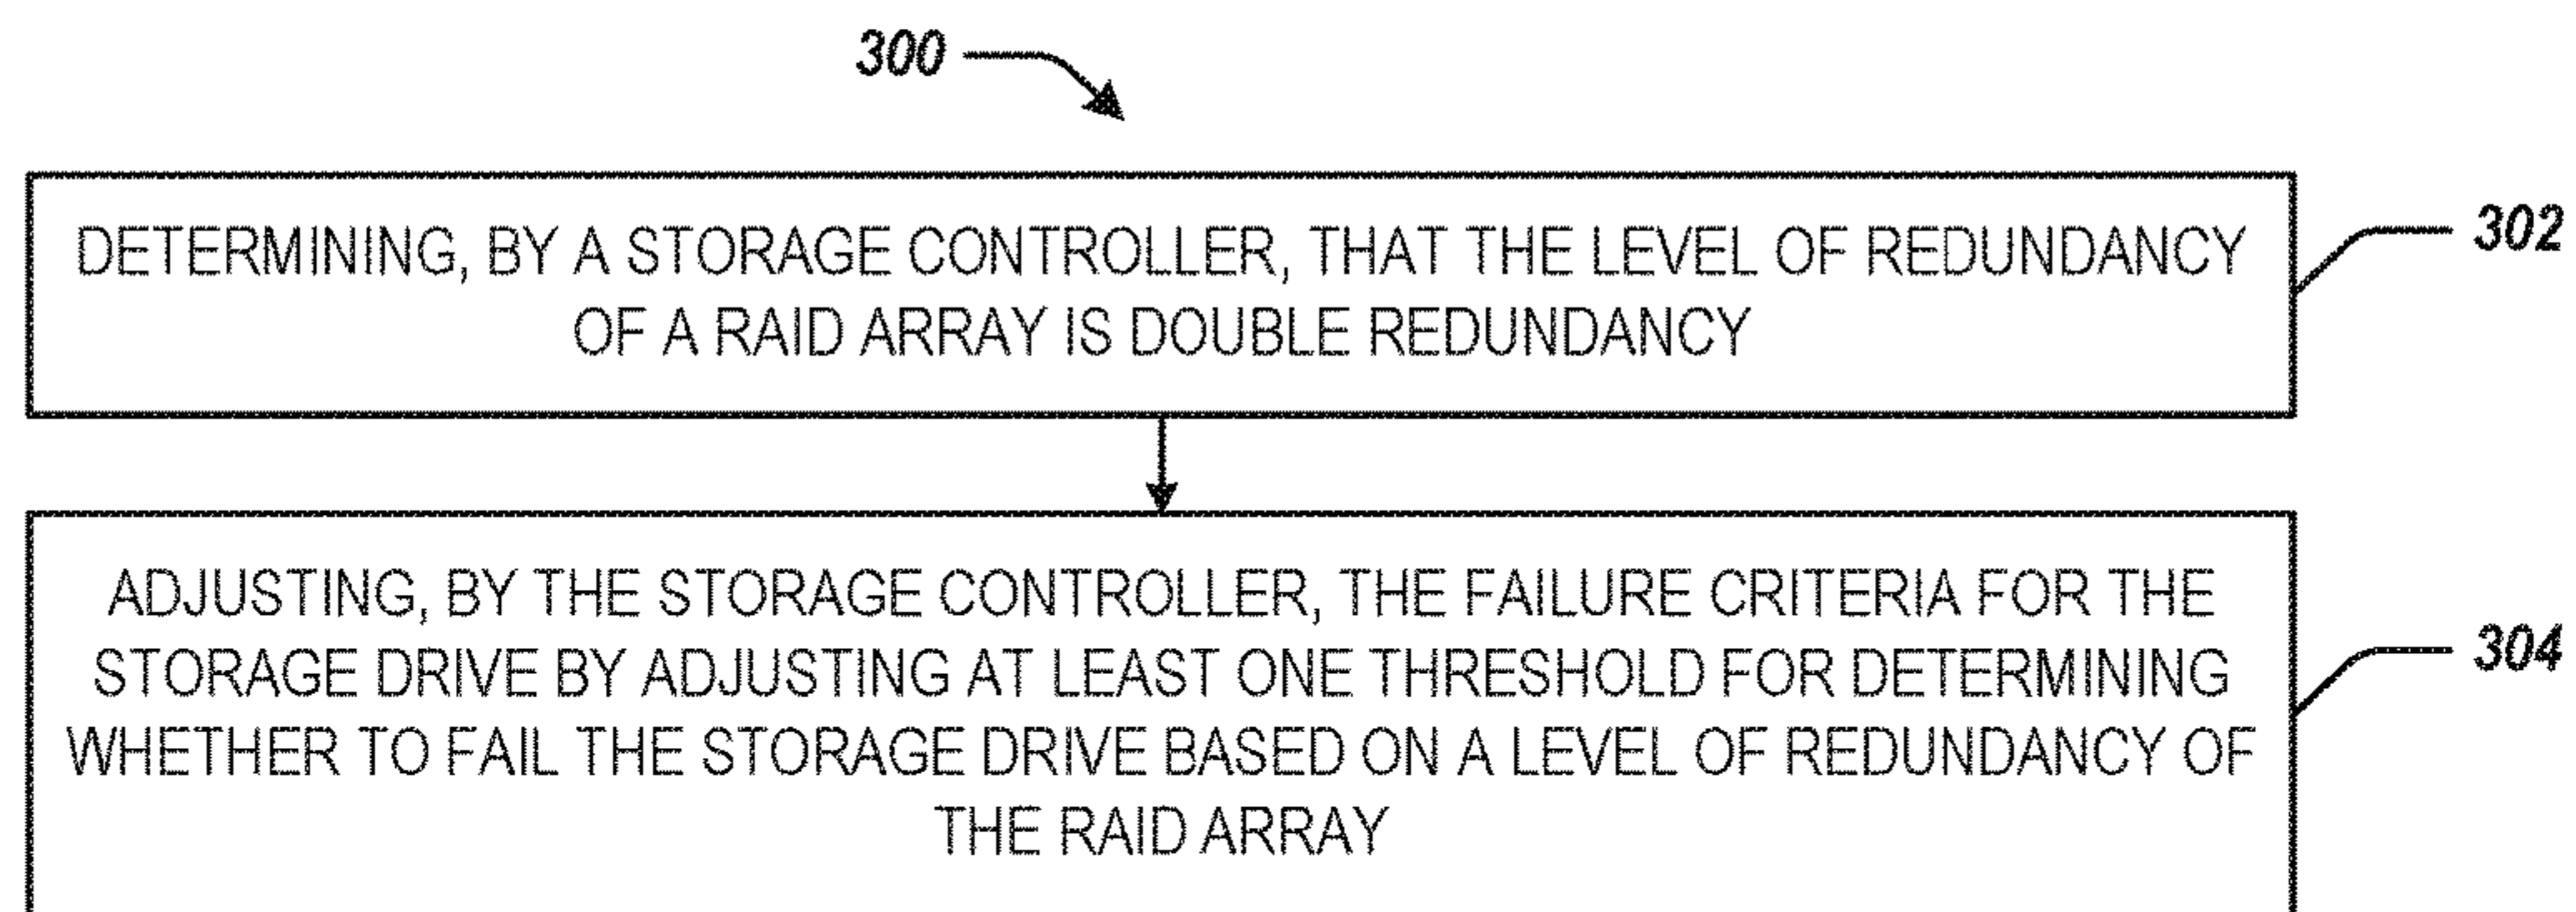 300
DETERMINING, BY A STORAGE CONTROLLER, THAT THE LEVEL OF REDUNDANCY
OF A RAID ARRAY IS DOUBLE REDUNDANCY
302
ADJUSTING, BY THE STORAGE CONTROLLER, THE FAILURE CRITERIA FOR THE
STORAGE DRIVE BY ADJUSTING AT LEAST ONE THRESHOLD FOR DETERMINING
WHETHER TO FAIL THE STORAGE DRIVE BASED ON A LEVEL OF REDUNDANCY OF
THE RAID ARRAY
304